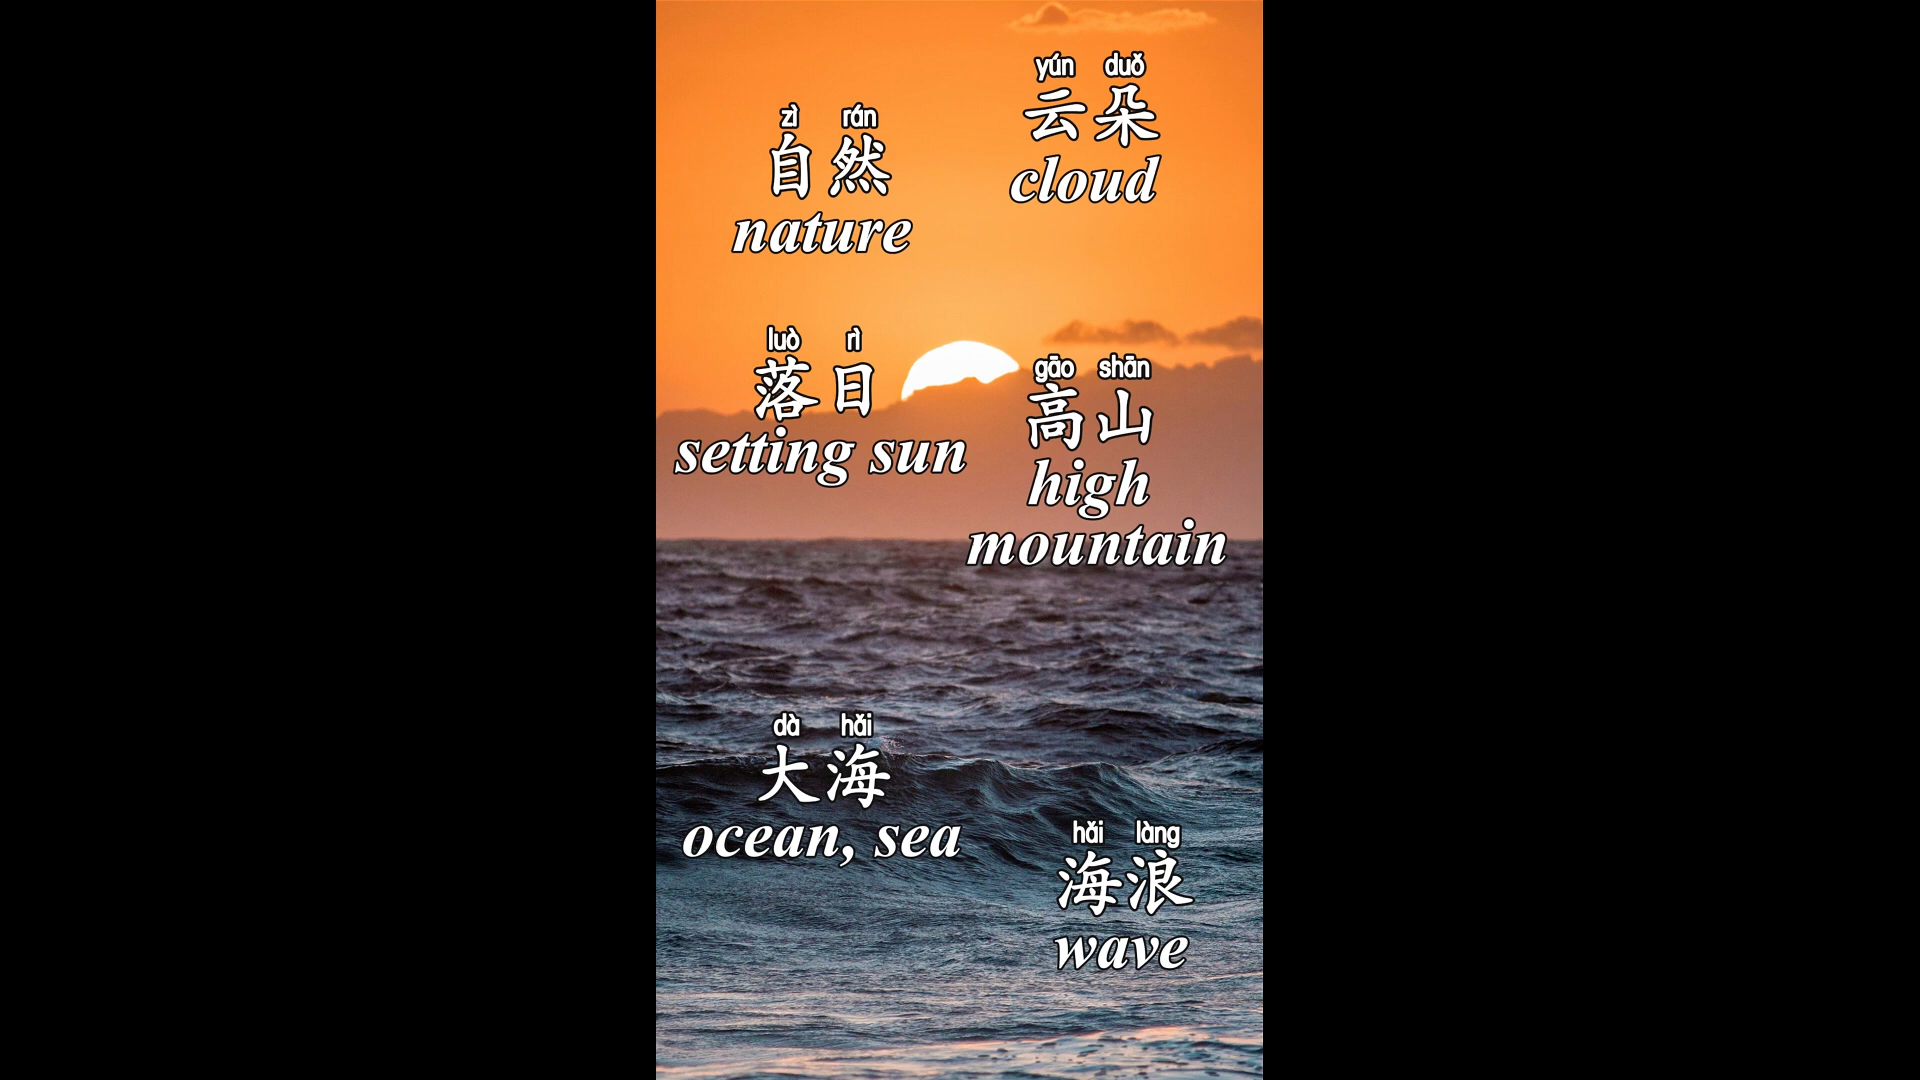 yún duǒ
云朵
cloud
zì rán
自然
nature
luò rì
落日
setting sun
gāo shān
高山
high
mountain
dà hǎi
大海
ocean, sea
hǎi làng
海浪
wave